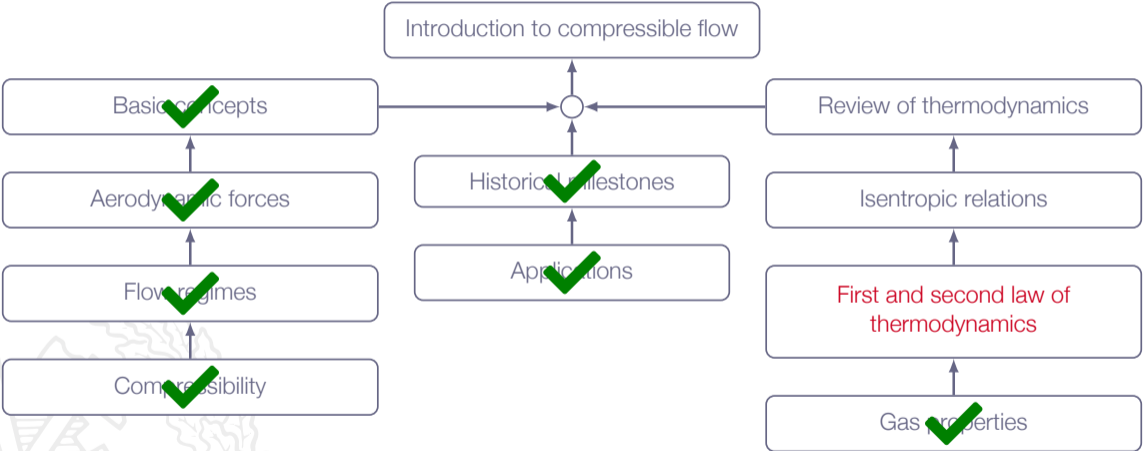 Introduction to compressible flow
Basic concepts
Review of thermodynamics
Historical milestones
Aerodynamic forces
Isentropic relations
Applications
Flow regimes
First and second law of
thermodynamics
Compressibility
Gas properties